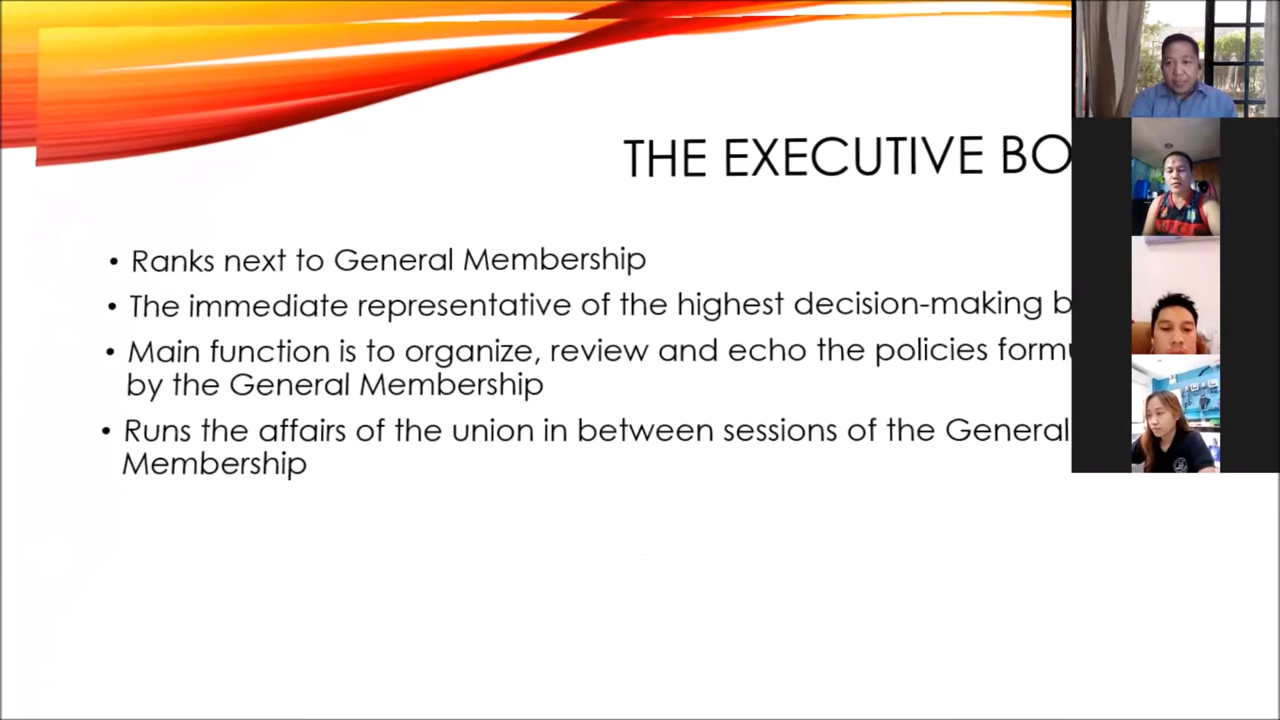 THE EXECUTIVE BO
• Ranks next to General Membership
• The immediate representative of the highest decision-making b
• Main function is to organize, review and echo the policies form
by the General Membership
• Runs the affairs of the union in between sessions of the General
Membership